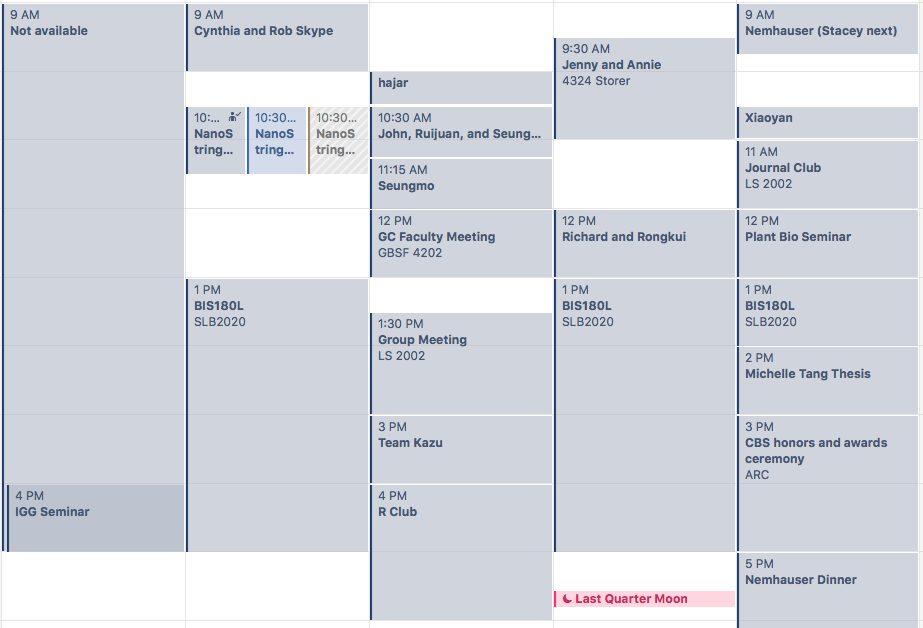 9 AM
Not available
4 PM
IGG Seminar
9 AM
Cynthia and Rob Skype
10:...
NanoS
tring...
10:30...
NanoS
tring...
10:30...
NanoS
tring...
1 PM
BIS180L
SLB2020
hajar
10:30 AM
John, Ruijuan, and Seung...
11:15 AM
Seungmo
12 PM
GC Faculty Meeting
GBSF 4202
1:30 PM
Group Meeting
LS 2002
3 PM
Team Kazu
4 PM
R Club
9:30 AM
Jenny and Annie
4324 Storer
12 PM
Richard and Rongkui
1 PM
BIS180L
SLB2020
Last Quarter Moon
9 AM
Nemhauser (Stacey next)
Xiaoyan
11 AM
Journal Club
LS 2002
12 PM
Plant Bio Seminar
1 PM
BIS180L
SLB2020
2 PM
Michelle Tang Thesis
3 PM
CBS honors and awards
ceremony
ARC
5 PM
Nemhauser Dinner